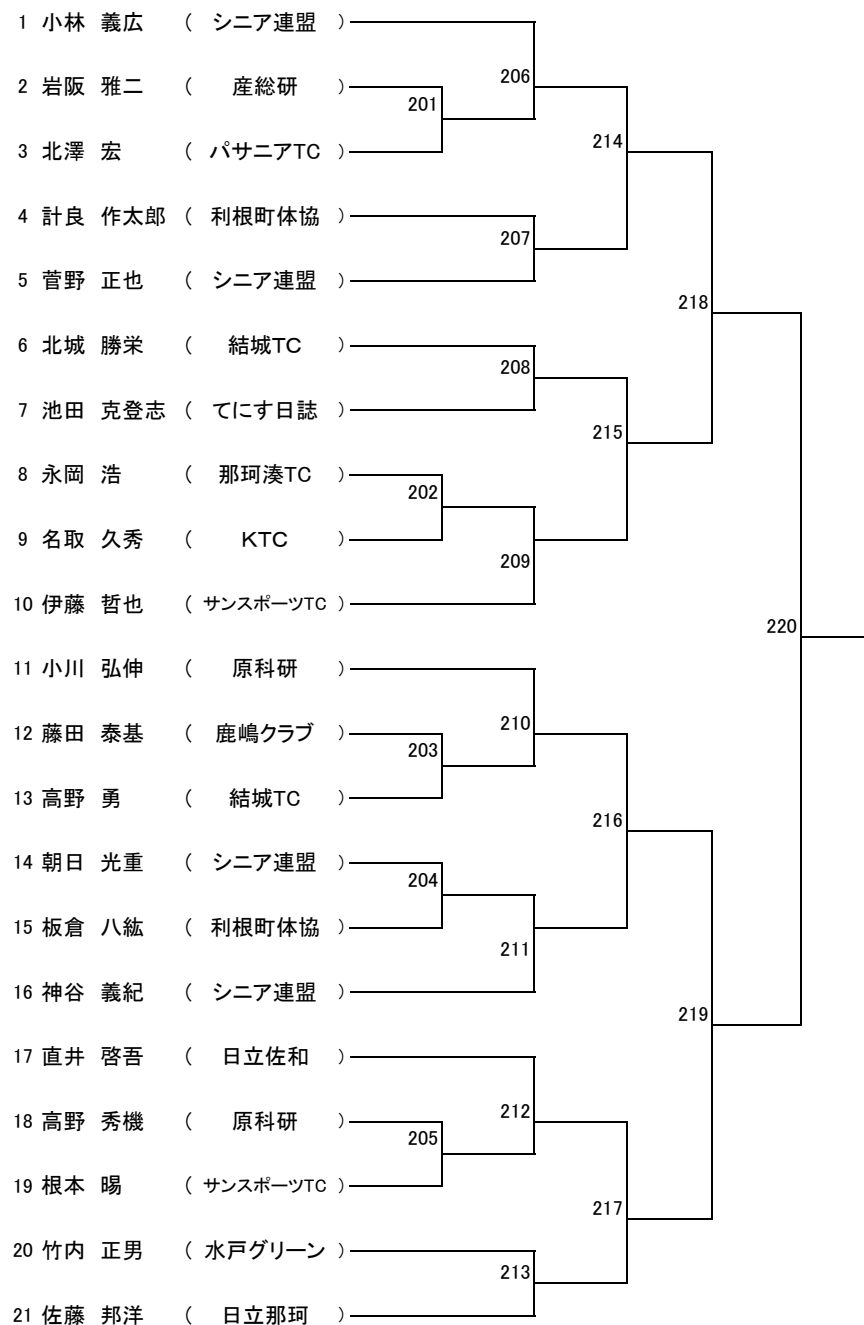 1 小林 義広 ( シニア連盟 )
206
2 岩阪 雅二 ( 産総研 )
201
214
3 北澤 宏 ( パサニアTC )
4 計良 作太郎 ( 利根町体協 )
207
5 菅野 正也 ( シニア連盟 )
218
6 北城 勝栄 ( 結城TC )
208
7 池田 克登志 ( てにす日誌 )
215
8 永岡 浩 ( 那珂湊TC )
202
9 名取 久秀 ( KTC )
209
10 伊藤 哲也 ( サンスポーツTC )
220
11 小川 弘伸 ( 原科研 )
210
12 藤田 泰基 ( 鹿嶋クラブ )
203
13 高野 勇 ( 結城TC )
216
14 朝日 光重 ( シニア連盟 )
204
15 板倉 八紘 ( 利根町体協 )
211
16 神谷 義紀 ( シニア連盟 )
219
17 直井 啓吾 ( 日立佐和 )
212
18 高野 秀機 ( 原科研 )
205
19 根本 暘 ( サンスポーツTC )
217
20 竹内 正男 ( 水戸グリーン )
213
21 佐藤 邦洋 ( 日立那珂 )